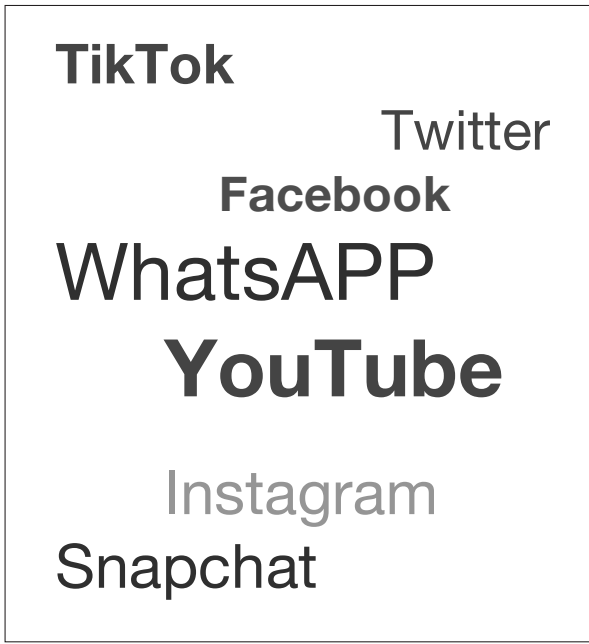 TikTok
Twitter
Facebook
WhatsAPP
YouTube
Instagram
Snapchat